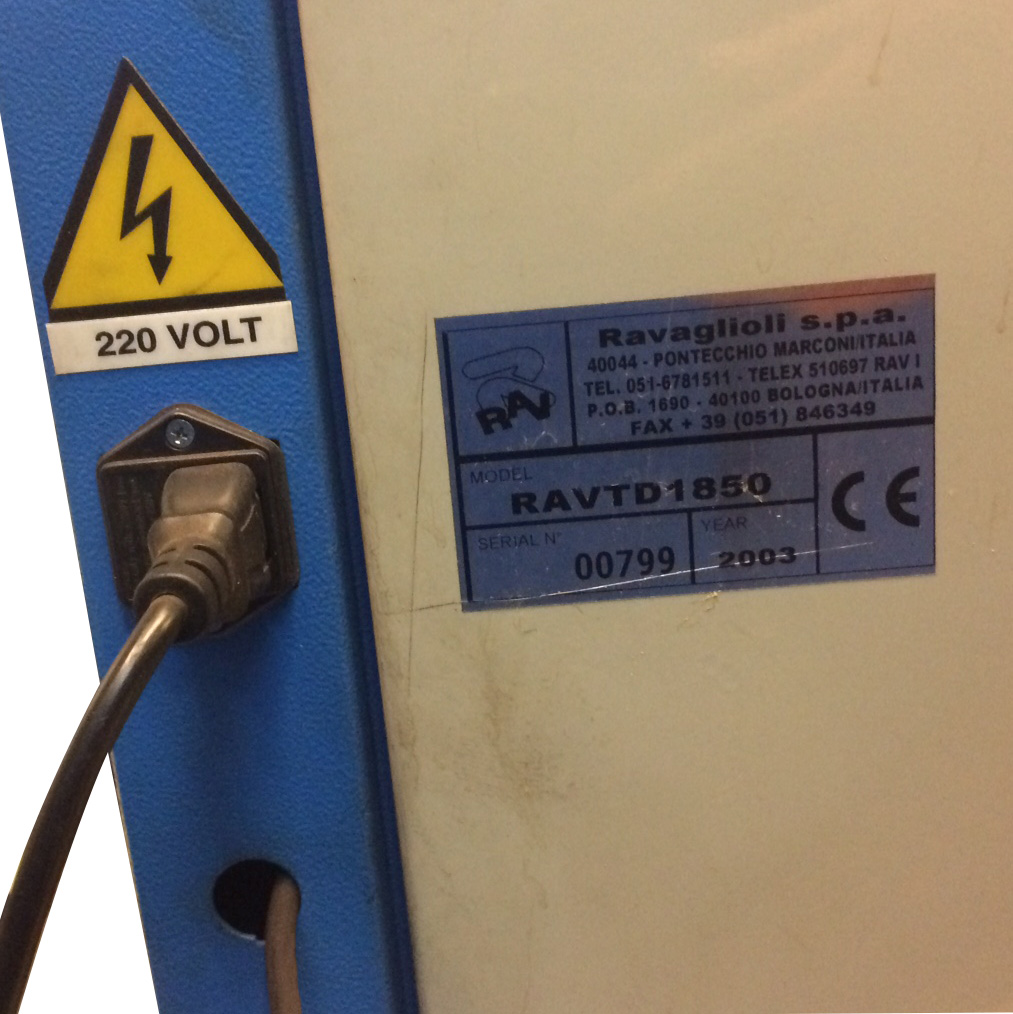 220 VOLT
RAV
Ravaglioli s.p.a.
40044 - PONTECCHIO MARCONI/ITALIA
TEL. 051-6781511 - TELEX 510697 RAV I
P.O.B. 1690 - 40100 BOLOGNA/ITALIA
FAX + 39 (051) 846349
MODEL
RAVTD1850
CE
SERIAL N°
00799
YEAR
2003